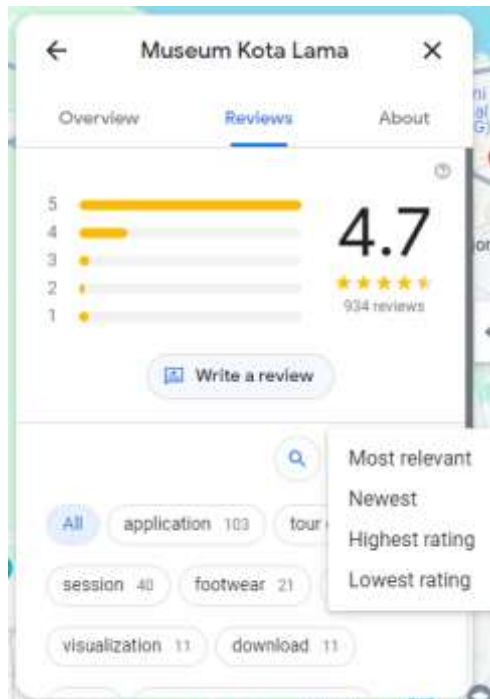 Museum Kota Lama
Overview Reviews About
5
4
3
2
1
4.7
934 reviews
Write a review
Most relevant
Newest
Highest rating
Lowest rating
All application 103 tour
session 40 footwear 21
visualization 11 download 11